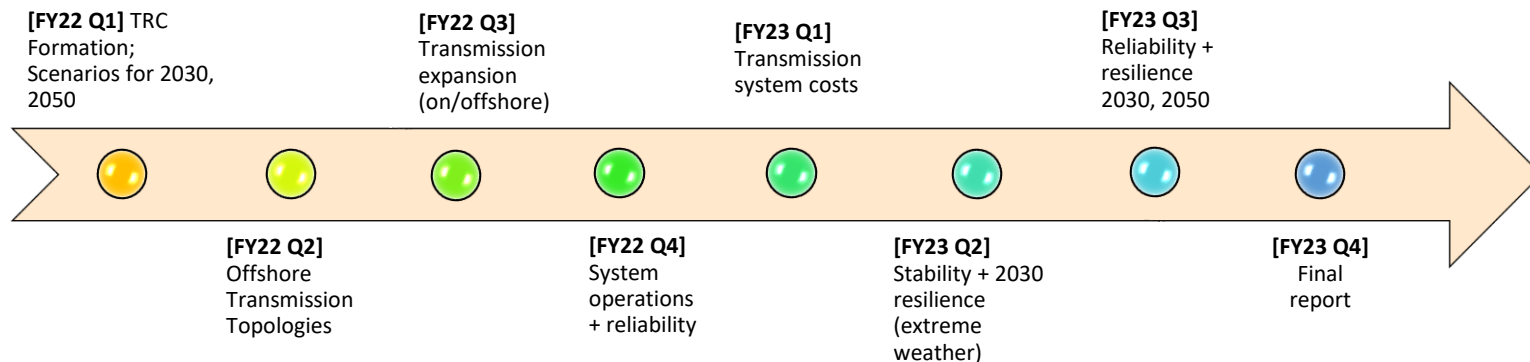 [FY22 Q1] TRC
Formation;
Scenarios for 2030,
2050
[FY22 Q2]
Offshore
Transmission
Topologies
[FY22 Q3]
Transmission
expansion
(on/offshore)
[FY22 Q4]
System
operations
+ reliability
[FY23 Q1]
Transmission
system costs
[FY23 Q2]
Stability + 2030
resilience
(extreme
weather)
[FY23 Q3]
Reliability +
resilience
2030, 2050
[FY23 Q4]
Final
report